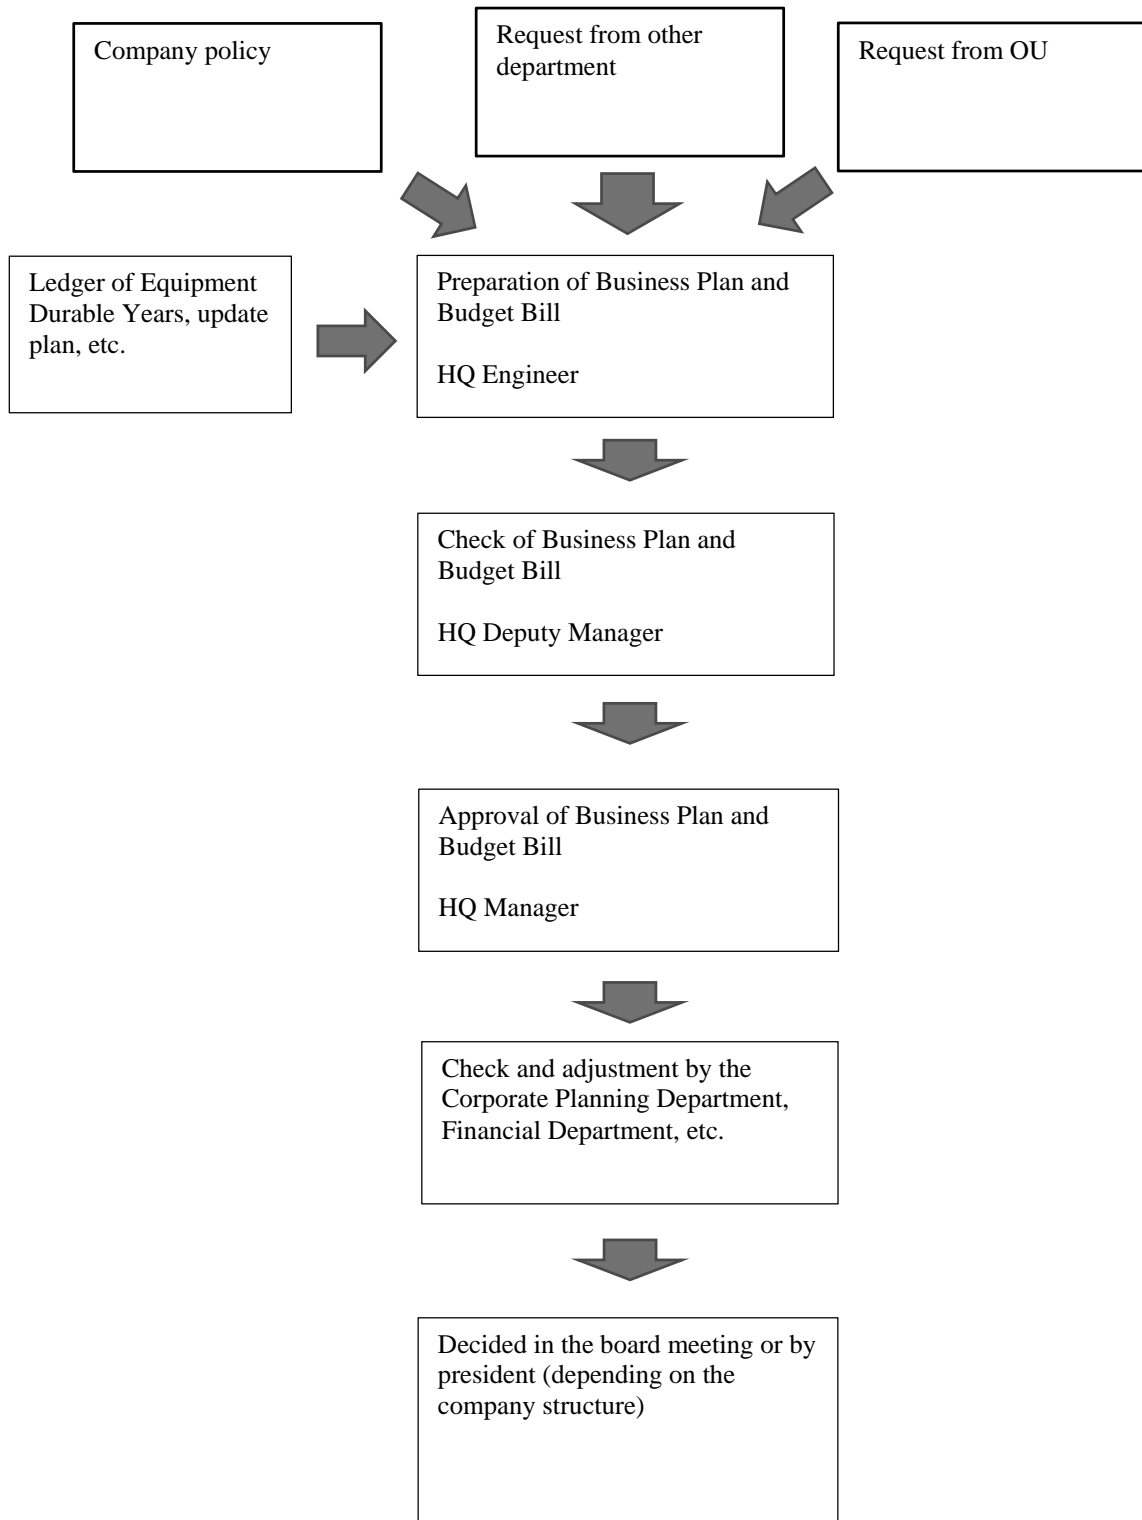 Company policy
Request from other
department
Request from OU
Ledger of Equipment
Durable Years, update
plan, etc.
Preparation of Business Plan and
Budget Bill
HQ Engineer
Check of Business Plan and
Budget Bill
HQ Deputy Manager
Approval of Business Plan and
Budget Bill
HQ Manager
Check and adjustment by the
Corporate Planning Department,
Financial Department, etc.
Decided in the board meeting or by
president (depending on the
company structure)